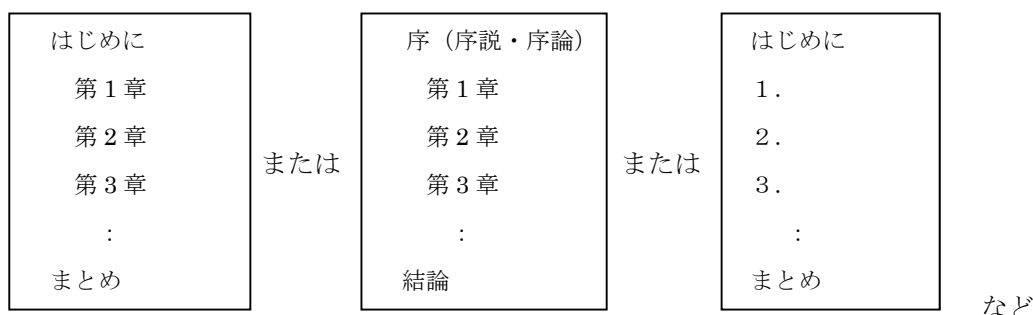 はじめに
第1章
第2章
第3章
:
まとめ
または
序（序説・序論）
第1章
第2章
第3章
:
結論
または
はじめに
１．
２．
３．
:
まとめ
など